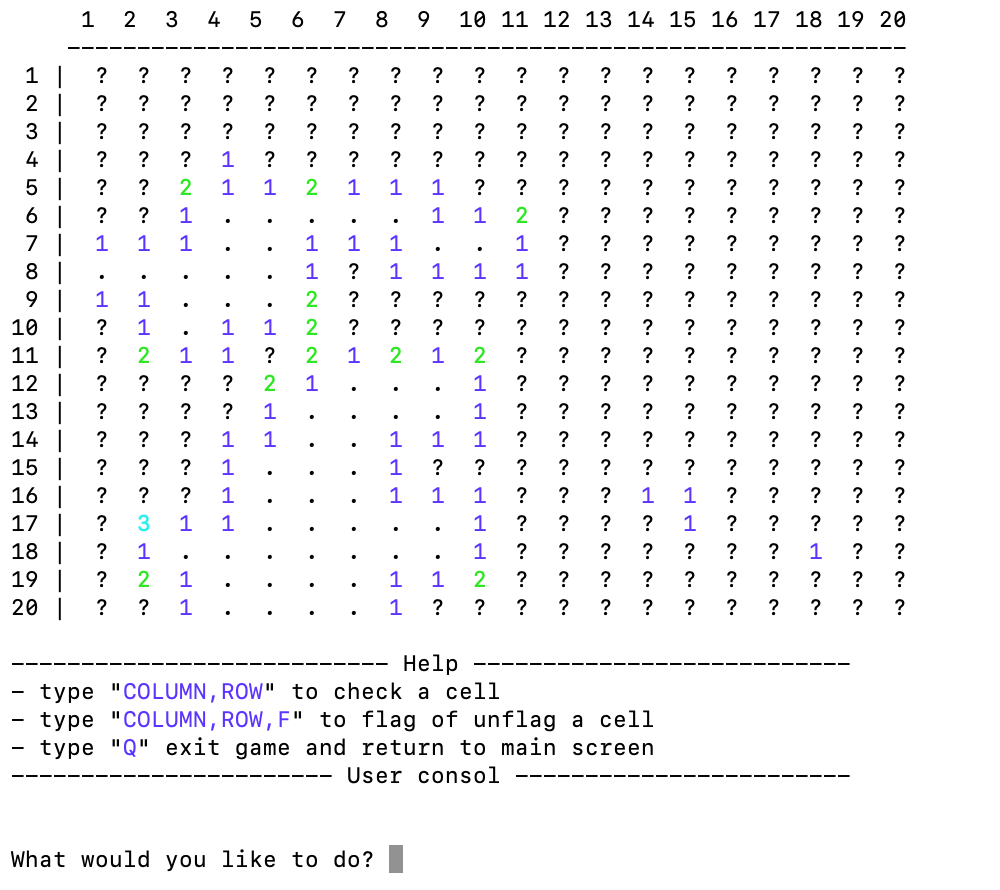 1 2 3 4 5 6 7 8 9 10 11 12 13 14 15 16 17 18 19 20
------------------------------------------------------------
1 | ? ? ? ? ? ? ? ? ? ? ? ? ? ? ? ? ? ? ? ?
2 | ? ? ? ? ? ? ? ? ? ? ? ? ? ? ? ? ? ? ? ?
3 | ? ? ? ? ? ? ? ? ? ? ? ? ? ? ? ? ? ? ? ?
4 | ? ? ? 1 ? ? ? ? ? ? ? ? ? ? ? ? ? ? ? ?
5 | ? ? 2 1 1 2 1 1 1 ? ? ? ? ? ? ? ? ? ? ?
6 | ? ? 1 . . . . . 1 1 2 ? ? ? ? ? ? ? ? ?
7 | 1 1 1 . . 1 1 1 . . 1 ? ? ? ? ? ? ? ? ?
8 | . . . . . 1 ? 1 1 1 1 ? ? ? ? ? ? ? ? ?
9 | 1 1 . . . 2 ? ? ? ? ? ? ? ? ? ? ? ? ? ?
10 | ? 1 . 1 1 2 ? ? ? ? ? ? ? ? ? ? ? ? ? ?
11 | ? 2 1 1 ? 2 1 2 1 2 ? ? ? ? ? ? ? ? ? ?
12 | ? ? ? ? 2 1 . . . 1 ? ? ? ? ? ? ? ? ? ?
13 | ? ? ? ? 1 . . . . 1 ? ? ? ? ? ? ? ? ? ?
14 | ? ? ? 1 1 . . 1 1 1 ? ? ? ? ? ? ? ? ? ?
15 | ? ? ? 1 . . . 1 ? ? ? ? ? ? ? ? ? ? ? ?
16 | ? ? ? 1 . . . 1 1 1 ? ? ? 1 1 ? ? ? ? ?
17 | ? 3 1 1 . . . . . 1 ? ? ? ? 1 ? ? ? ? ?
18 | ? 1 . . . . . . . 1 ? ? ? ? ? ? ? 1 ? ?
19 | ? 2 1 . . . . 1 1 2 ? ? ? ? ? ? ? ? ? ?
20 | ? ? 1 . . . . 1 ? ? ? ? ? ? ? ? ? ? ? ?
--------------------------- Help ---------------------------
- type "COLUMN,ROW" to check a cell
- type "COLUMN,ROW,F" to flag of unflag a cell
- type "Q" exit game and return to main screen
----------------------- User consol ------------------------
What would you like to do?